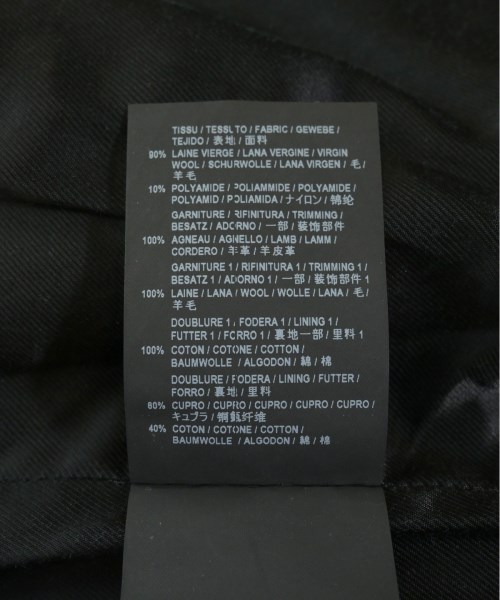 TISSU / TESSUTO / FABRIC / GEWEBE /
TEJIDO / 表地 / 面料
90% LAINE VIERGE / LANA VERGINE / VIRGIN
WOOL / SCHURWOLLE / LANA VIRGEN / 毛 /
羊毛
10% POLYAMIDE / POLIAMMIDE / POLYAMIDE /
POLYAMID / POLIAMIDA / ナイロン / 锦纶
GARNITURE / RIFINITURA / TRIMMING /
BESATZ / ADORNO / 一部 / 装饰部件
100% AGNEAU / AGNELLO / LAMB / LAMM /
CORDERO / 羊革 / 羊皮革
GARNITURE 1 / RIFINITURA 1 / TRIMMING 1 /
BESATZ 1 / ADORNO 1 / 一部 / 装饰部件 1
100% LAINE / LANA / WOOL / WOLLE / LANA / 毛 /
羊毛
DOUBLURE 1 / FODERA 1 / LINING 1 /
FUTTER 1 / FORRO 1 / 裏地一部 / 里料 1
100% COTON / COTONE / COTTON /
BAUMWOLLE / ALGODON / 綿 / 棉
DOUBLURE / FODERA / LINING / FUTTER /
FORRO / 裏地 / 里料
60% CUPRO / CUPRO / CUPRO / CUPRO / CUPRO /
キュプラ / 铜氨纤维
40% COTON / COTONE / COTTON /
BAUMWOLLE / ALGODON / 綿 / 棉